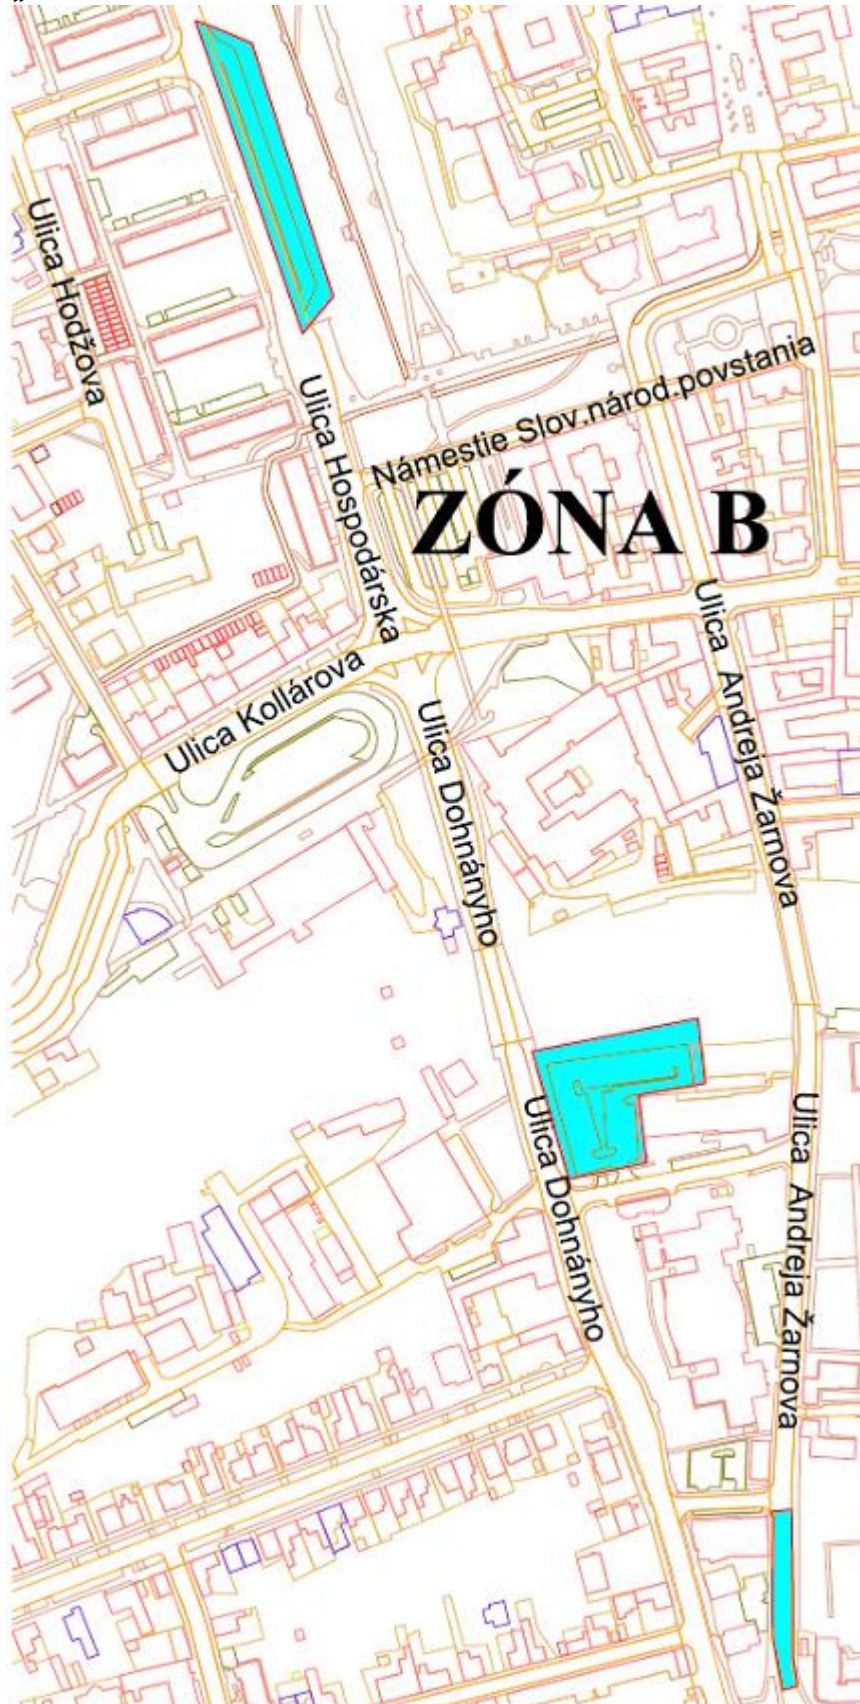 „
Ulica Hodžova
Ulica Hospodárska
Námestie Slov.národ.povstania
ZÓNA B
Ulica Kollárova
Ulica Dohnányho
Ulica Andreja Žarnova
Ulica Dohnányho
Ulica Andreja Žarnova